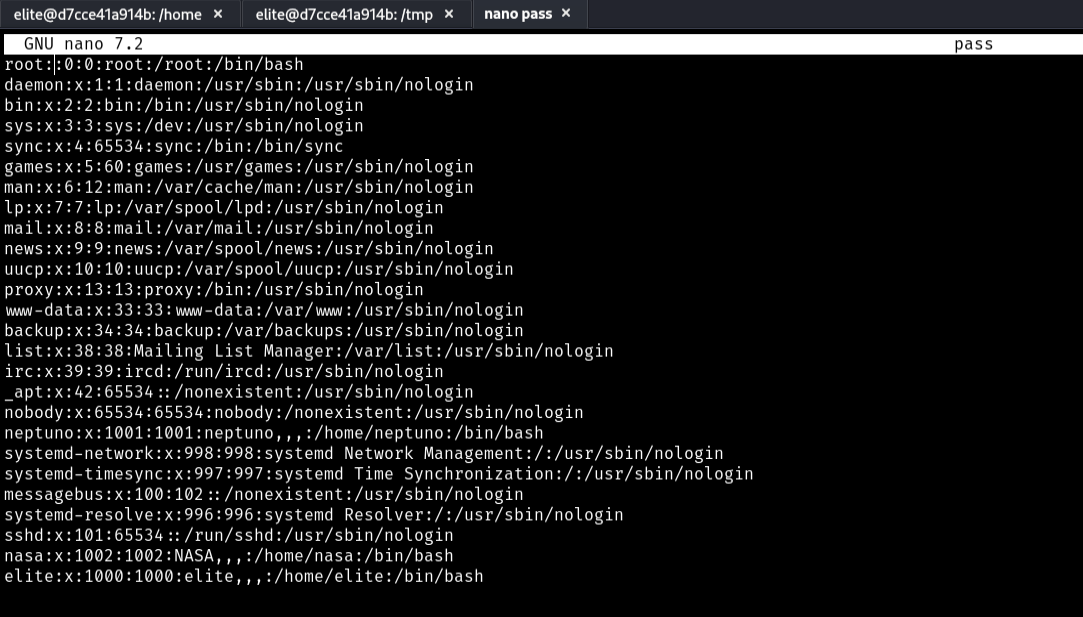 elite@d7cce41a914b: /home × elite@d7cce41a914b: /tmp × nano pass ×
GNU nano 7.2 pass
root::0:0:root:/root:/bin/bash
daemon:x:1:1:daemon:/usr/sbin:/usr/sbin/nologin
bin:x:2:2:bin:/bin:/usr/sbin/nologin
sys:x:3:3:sys:/dev:/usr/sbin/nologin
sync:x:4:65534:sync:/bin:/bin/sync
games:x:5:60:games:/usr/games:/usr/sbin/nologin
man:x:6:12:man:/var/cache/man:/usr/sbin/nologin
lp:x:7:7:lp:/var/spool/lpd:/usr/sbin/nologin
mail:x:8:8:mail:/var/mail:/usr/sbin/nologin
news:x:9:9:news:/var/spool/news:/usr/sbin/nologin
uucp:x:10:10:uucp:/var/spool/uucp:/usr/sbin/nologin
proxy:x:13:13:proxy:/bin:/usr/sbin/nologin
www-data:x:33:33:www-data:/var/www:/usr/sbin/nologin
backup:x:34:34:backup:/var/backups:/usr/sbin/nologin
list:x:38:38:Mailing List Manager:/var/list:/usr/sbin/nologin
irc:x:39:39:ircd:/run/ircd:/usr/sbin/nologin
_apt:x:42:65534::/nonexistent:/usr/sbin/nologin
nobody:x:65534:65534:nobody:/nonexistent:/usr/sbin/nologin
neptuno:x:1001:1001:neptuno,,,:/home/neptuno:/bin/bash
systemd-network:x:998:998:systemd Network Management:/:/usr/sbin/nologin
systemd-timesync:x:997:997:systemd Time Synchronization:/:/usr/sbin/nologin
messagebus:x:100:102::/nonexistent:/usr/sbin/nologin
systemd-resolve:x:996:996:systemd Resolver:/:/usr/sbin/nologin
sshd:x:101:65534::/run/sshd:/usr/sbin/nologin
nasa:x:1002:1002:NASA,,,:/home/nasa:/bin/bash
elite:x:1000:1000:elite,,,:/home/elite:/bin/bash